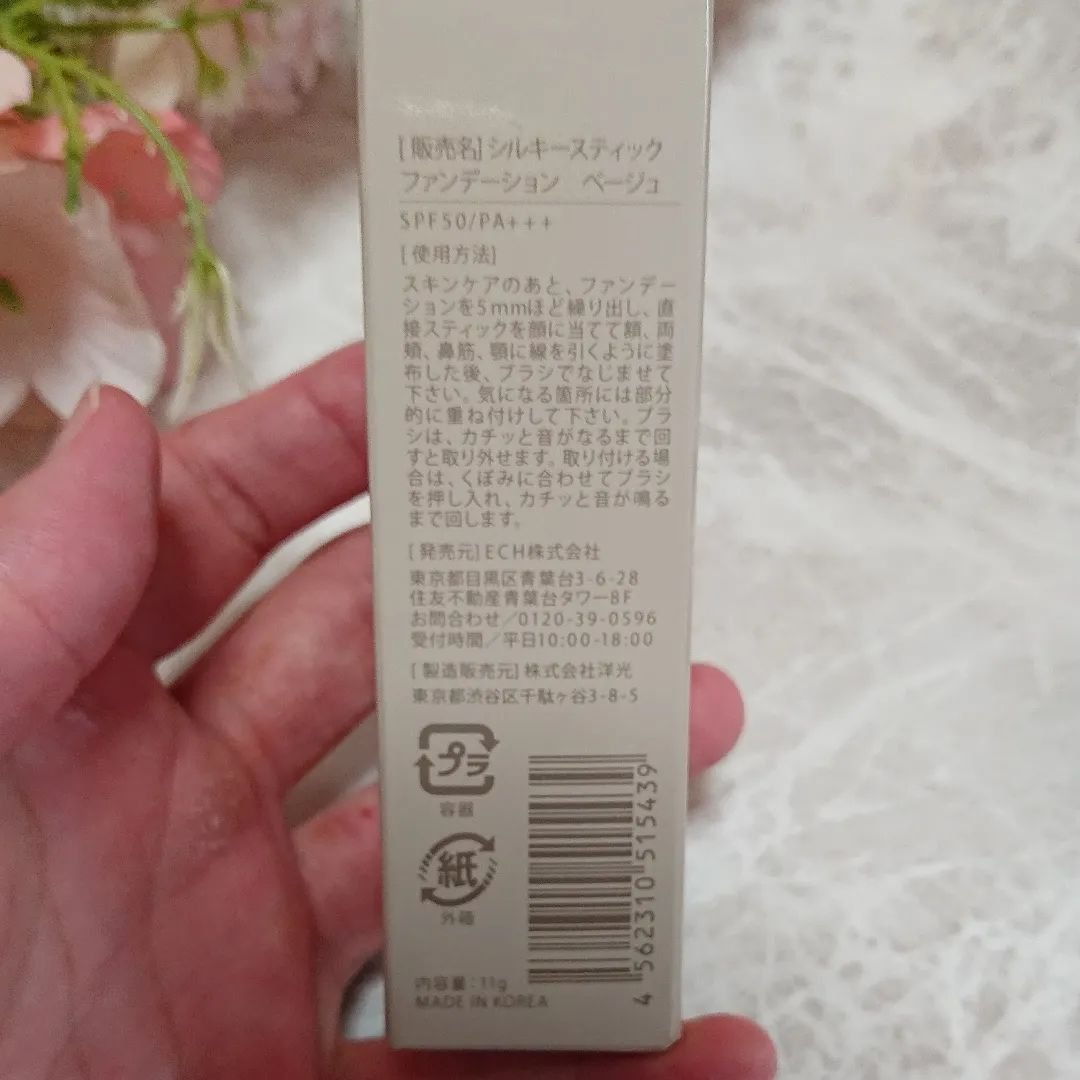 [販売名]シルキースティック
ファンデーション　ベージュ
SPF50/PA+++
[使用方法]
スキンケアのあと、ファンデー
ションを5mmほど繰り出し、直
接スティックを顔に当てて額、両
頬、鼻筋、顎に線を引くように塗
布した後、ブラシでなじませて
下さい。気になる箇所には部分
的に重ね付けして下さい。ブラ
シは、カチッと音がなるまで回
すと取り外せます。取り付ける場
合は、くぼみに合わせてブラシ
を押し入れ、カチッと音が鳴る
まで回します。
[発売元]ECH株式会社
東京都目黒区青葉台3-6-28
住友不動産青葉台タワー8F
お問合わせ／0120-39-0596
受付時間／平日10:00-18:00
[製造販売元]株式会社洋光
東京都渋谷区千駄ヶ谷3-8-5
プラ
容器
紙
外箱
4562310515439
内容量：11g
MADE IN KOREA